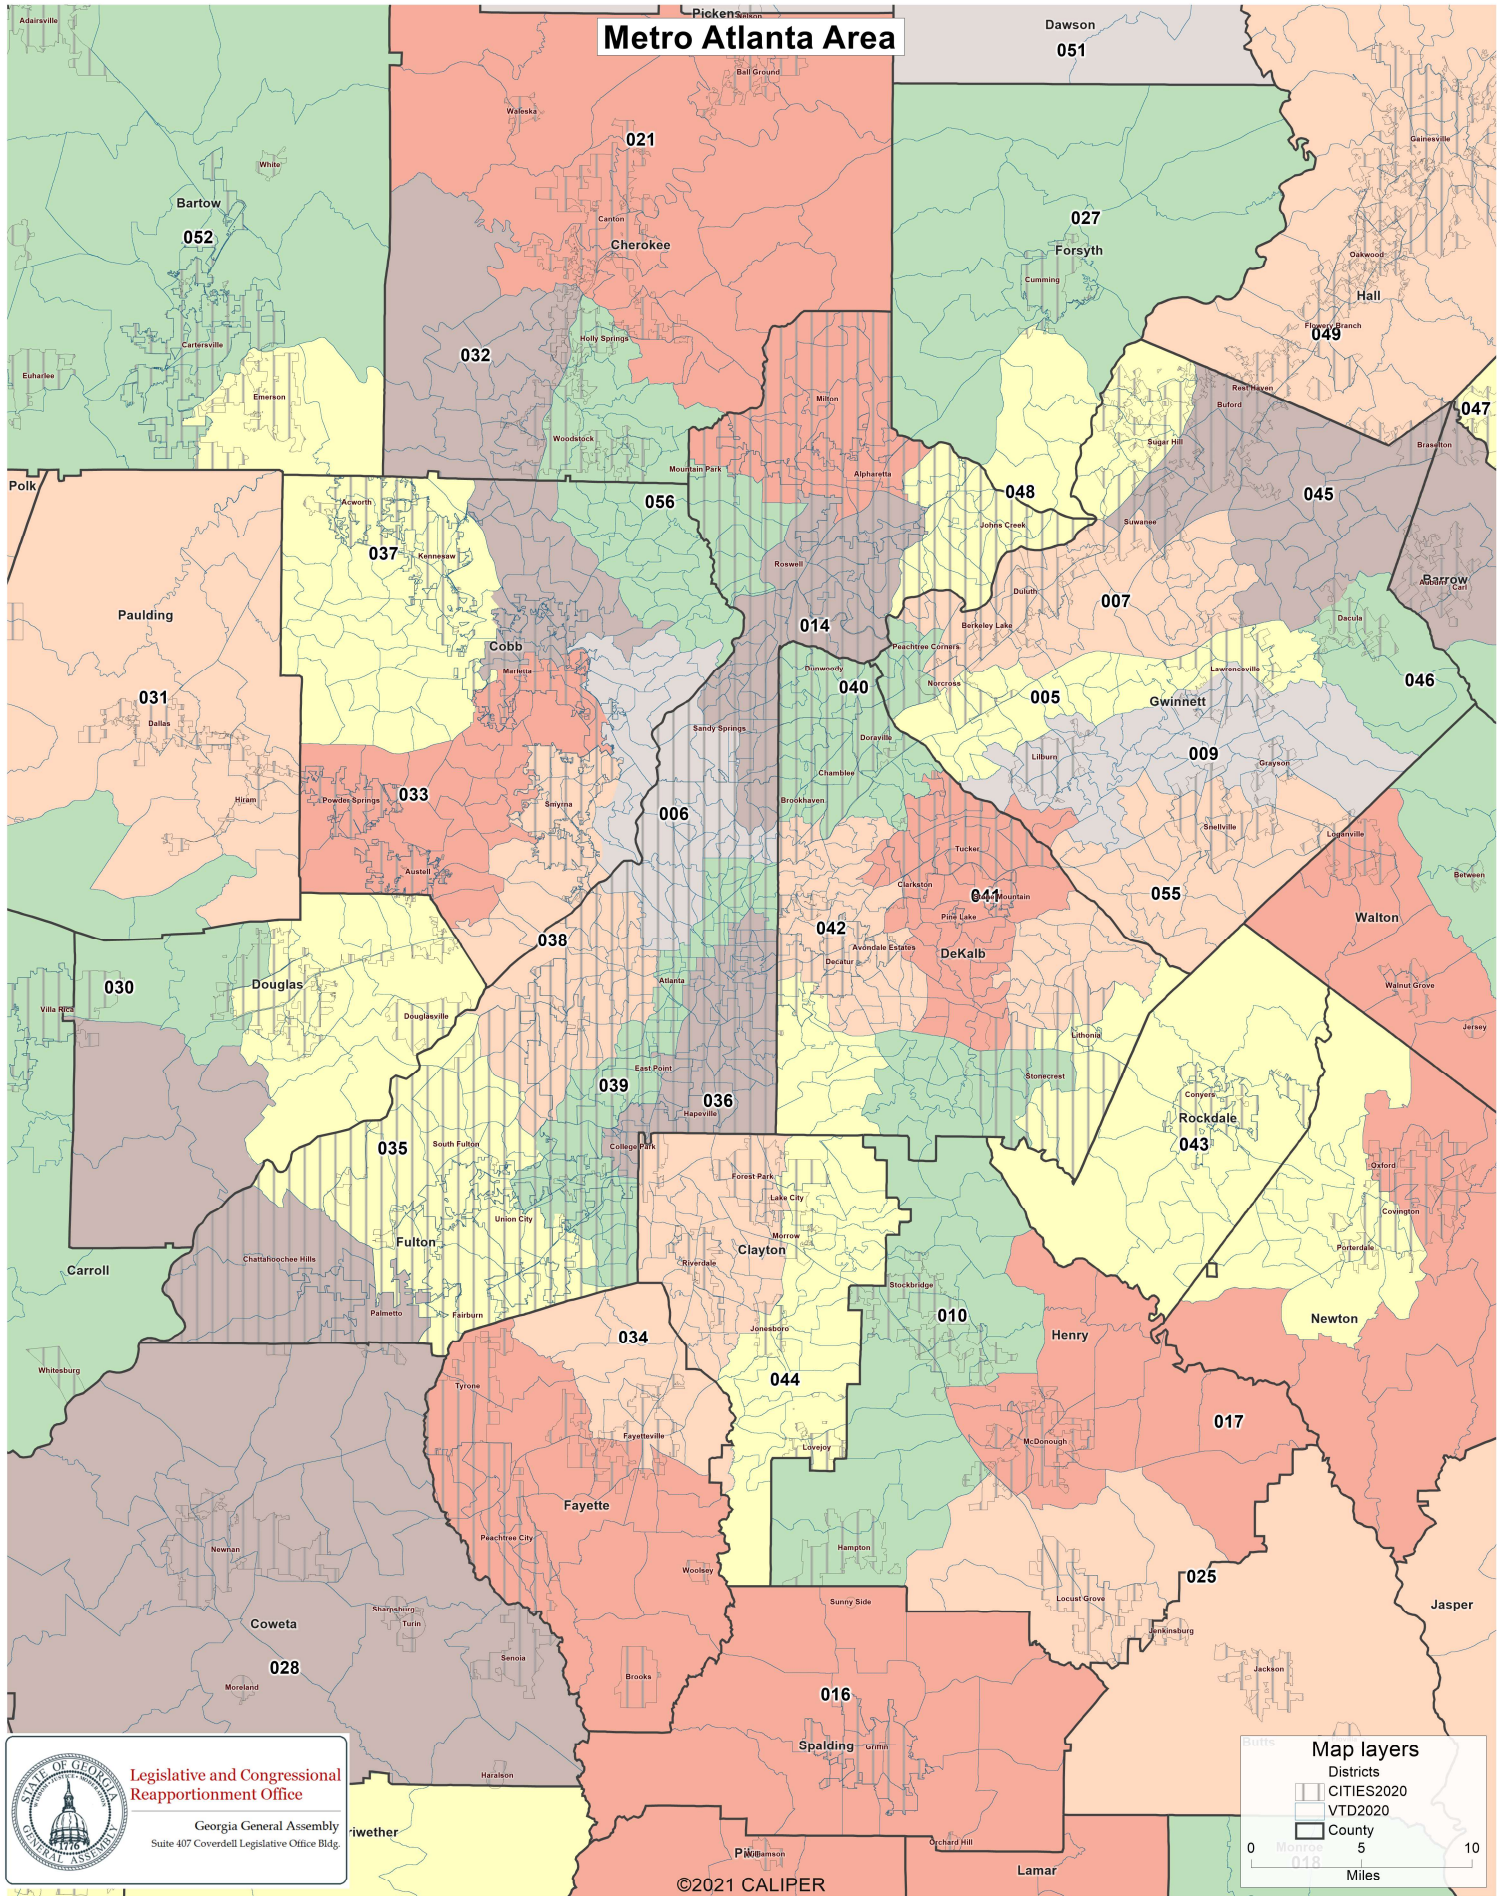 Adairsville
Pickens
Nelson
Metro Atlanta Area
Dawson
051
Ball Ground
Waleska
021
Gainesville
White
Bartow
052
Canton
Cherokee
027
Forsyth
Cumming
Oakwood
Hall
Flowery Branch
049
Holly Springs
Cartersville
032
Euharlee
Emerson
Milton
Rest Haven
Buford
047
Woodstock
Sugar Hill
Braselton
Mountain Park
Alpharetta
Polk
056
048
045
Acworth
Johns Creek
Suwanee
037
Kennesaw
Roswell
Barrow
Auburn
Carl
Paulding
Duluth
007
014
Berkeley Lake
Dacula
Cobb
Peachtree Corners
Marietta
Dunwoody
Lawrenceville
031
Norcross
040
005
Gwinnett
046
Dallas
Sandy Springs
Doraville
Lilburn
009
Grayson
Chamblee
033
Hiram
Powder Springs
Smyrna
Brookhaven
006
Snellville
Loganville
Tucker
Austell
Clarkston
Between
041
Mountain
055
Pine Lake
Walton
042
038
Avondale Estates
DeKalb
Decatur
030
Douglas
Atlanta
Walnut Grove
Villa Rica
Douglasville
Jersey
Lithonia
East Point
Stonecrest
039
036
Conyers
Hapeville
Rockdale
035
South Fulton
College Park
043
Oxford
Forest Park
Lake City
Union City
Covington
Fulton
Morrow
Clayton
Porterdale
Chattahoochee Hills
Riverdale
Carroll
Stockbridge
Palmetto
Fairburn
010
Newton
034
Jonesboro
Henry
Whitesburg
Tyrone
044
017
Fayetteville
Lovejoy
McDonough
Fayette
Peachtree City
Newnan
Hampton
Woolsey
025
Sunny Side
Locust Grove
Jasper
Sharpsburg
Turin
Coweta
Jenkinsburg
Senoia
028
Brooks
Jackson
Moreland
016
Spalding
Griffin
Butts
Haralson
STATE OF GEORGIA
GENERAL ASSEMBLY
1776
Legislative and Congressional
Reapportionment Office
Georgia General Assembly
Suite 407 Coverdell Legislative Office Bldg.
riwether
Orchard Hill
Lamar
©2021 CALIPER
Map layers
Districts
CITIES2020
VTD2020
County
Monroe
018
0 5 10
Miles